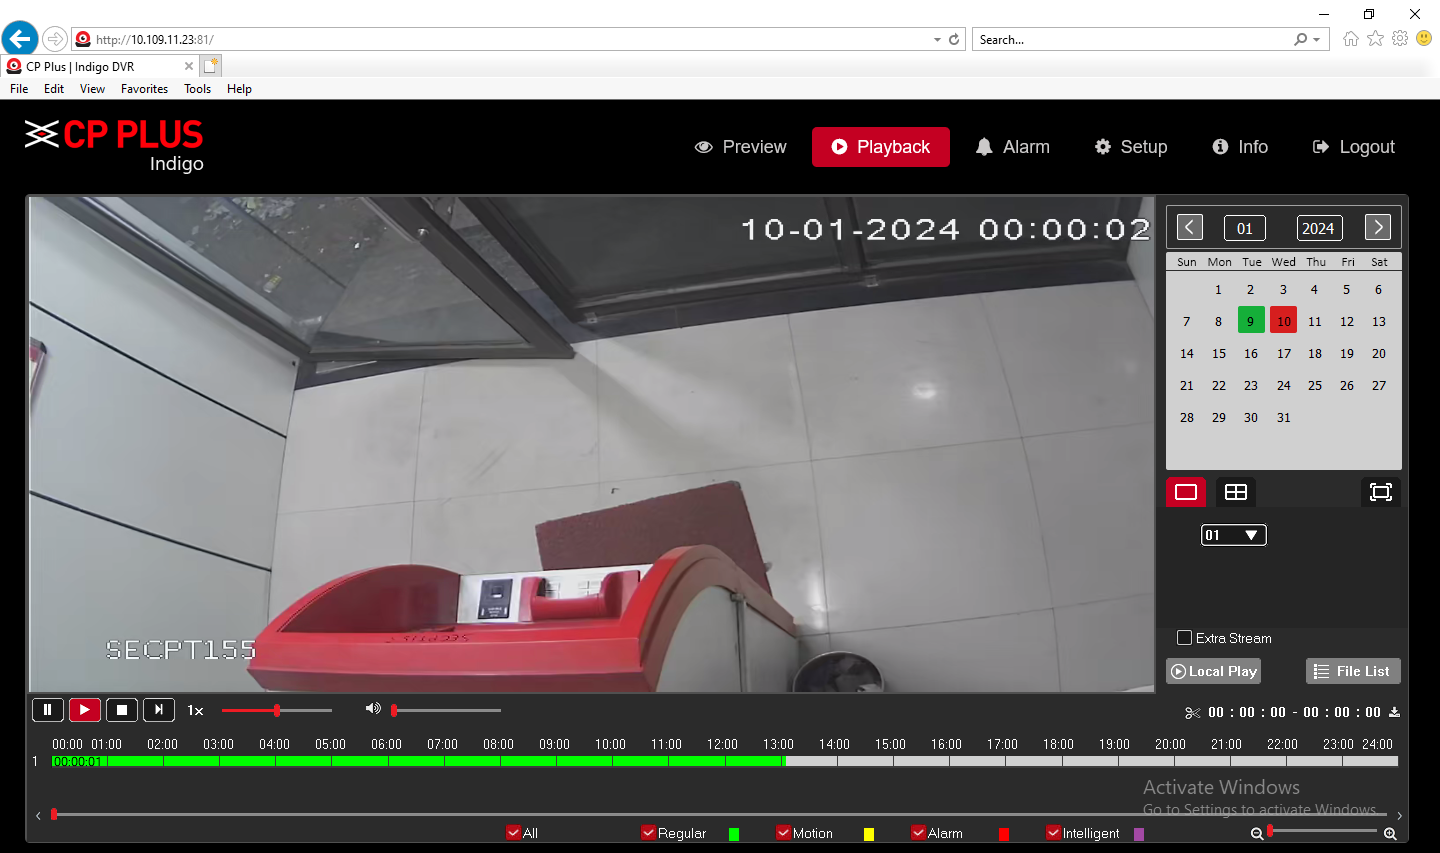 http://10.109.11.23:81/
Search...
CP Plus | Indigo DVR
File Edit View Favorites Tools Help
CP PLUS
Indigo
Preview Playback Alarm Setup Info Logout
10-01-2024 00:00:02
SECPT155
01 2024
Sun Mon Tue Wed Thu Fri Sat
1 2 3 4 5 6
7 8 9 10 11 12 13
14 15 16 17 18 19 20
21 22 23 24 25 26 27
28 29 30 31
01
Extra Stream
Local Play File List
1x
00 : 00 : 00 - 00 : 00 : 00
00:00 01:00 02:00 03:00 04:00 05:00 06:00 07:00 08:00 09:00 10:00 11:00 12:00 13:00 14:00 15:00 16:00 17:00 18:00 19:00 20:00 21:00 22:00 23:00 24:00
1 00:00:01
Activate Windows
Go to Settings to activate Windows.
All Regular Motion Alarm Intelligent